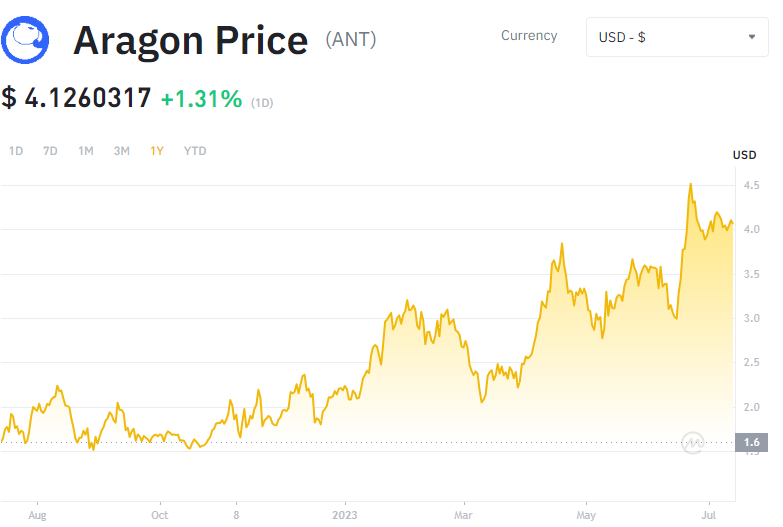 Aragon Price (ANT)
Currency
USD - $
$ 4.1260317 +1.31% (1D)
1D 7D 1M 3M 1Y YTD
USD
4.5
4.0
3.5
3.0
2.5
2.0
1.6
Aug Oct 8 2023 Mar May Jul